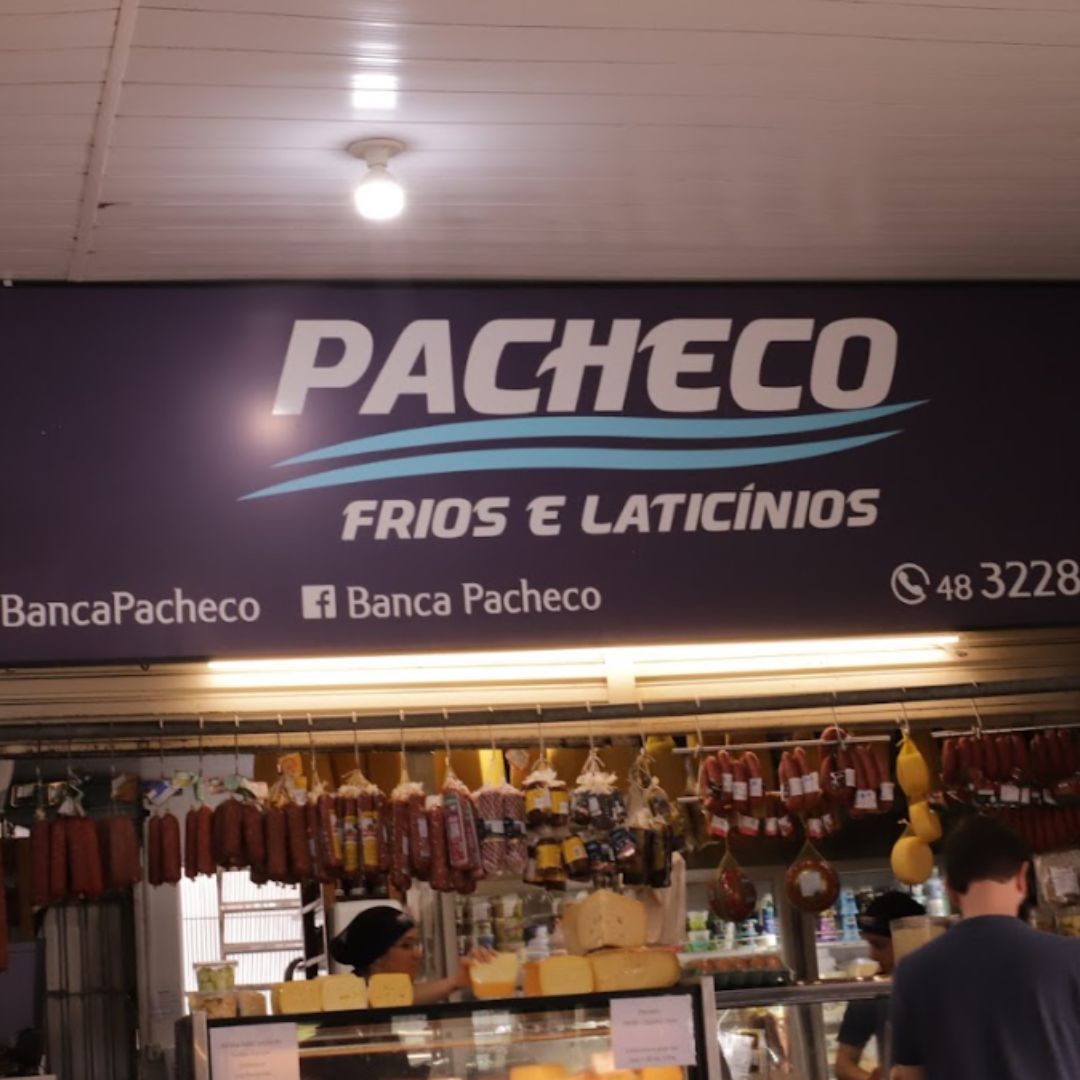 PACHECO
FRIOS E LATICÍNIOS
BancaPacheco
Banca Pacheco
48 3228